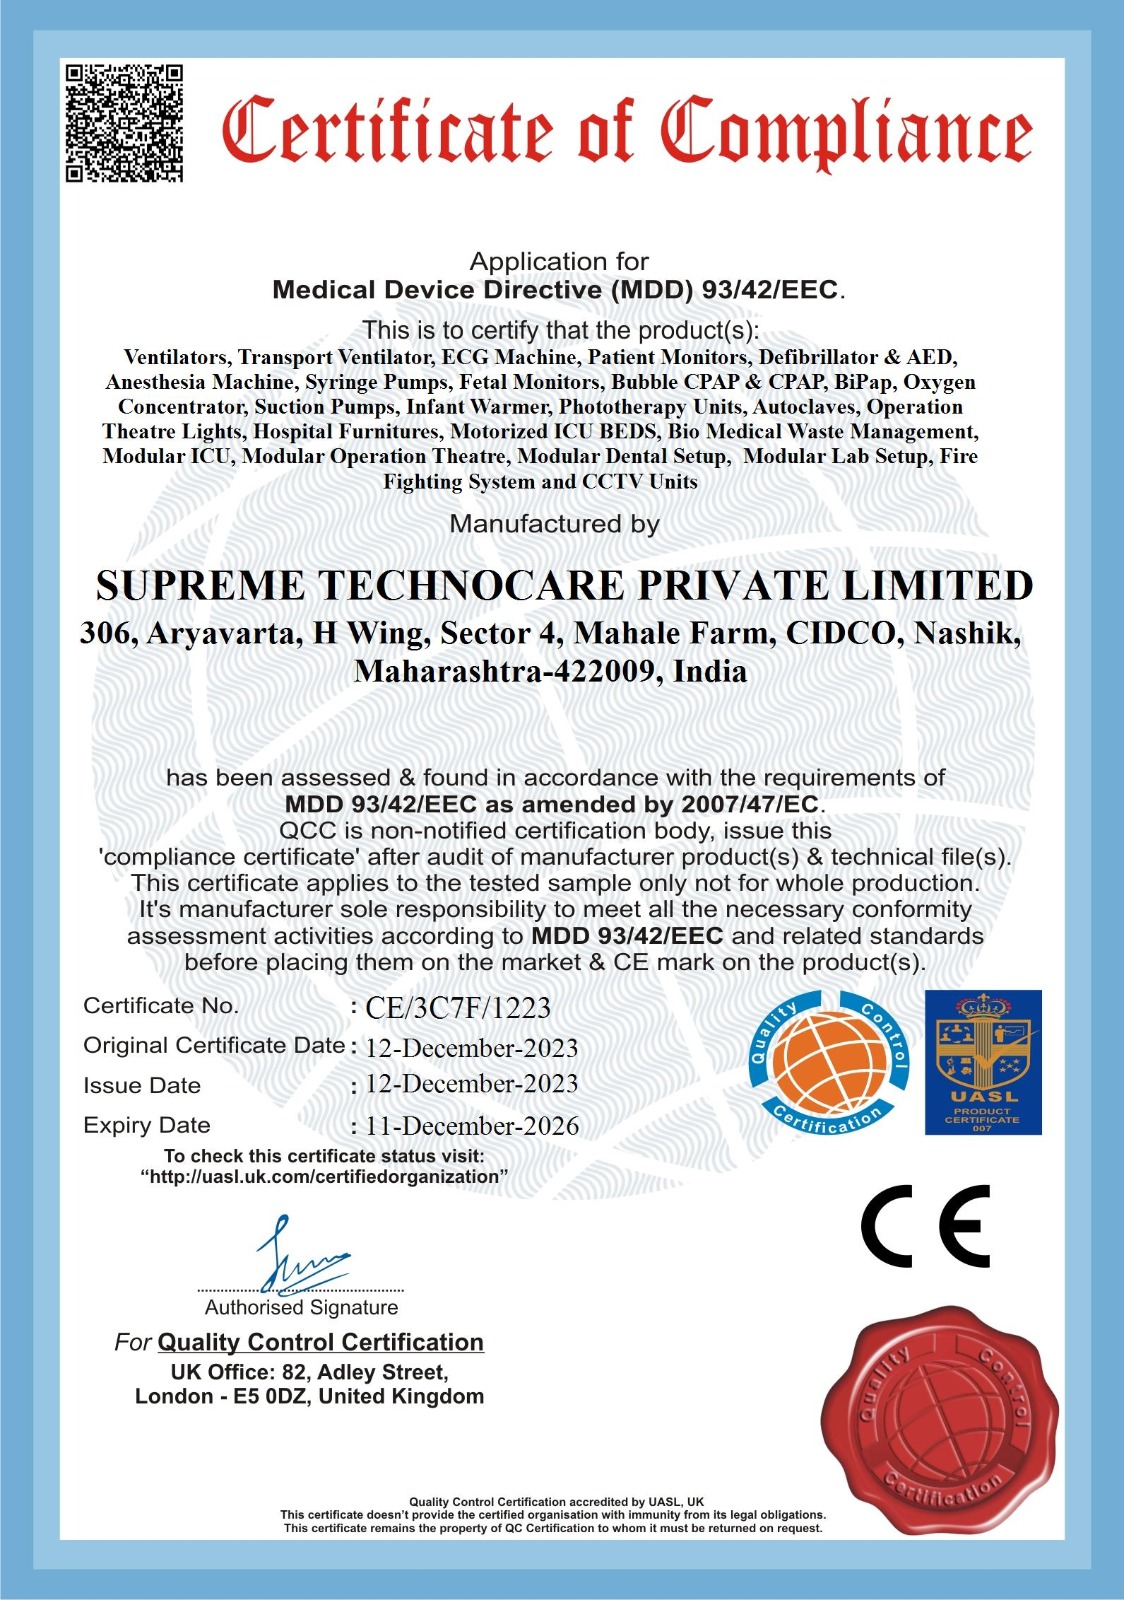 Certificate of Compliance
Application for
Medical Device Directive (MDD) 93/42/EEC.
This is to certify that the product(s):
Ventilators, Transport Ventilator, ECG Machine, Patient Monitors, Defibrillator & AED,
Anesthesia Machine, Syringe Pumps, Fetal Monitors, Bubble CPAP & CPAP, BiPap, Oxygen
Concentrator, Suction Pumps, Infant Warmer, Phototherapy Units, Autoclaves, Operation
Theatre Lights, Hospital Furnitures, Motorized ICU BEDS, Bio Medical Waste Management,
Modular ICU, Modular Operation Theatre, Modular Dental Setup, Modular Lab Setup, Fire
Fighting System and CCTV Units
Manufactured by
SUPREME TECHNOCARE PRIVATE LIMITED
306, Aryavarta, H Wing, Sector 4, Mahale Farm, CIDCO, Nashik,
Maharashtra-422009, India
has been assessed & found in accordance with the requirements of
MDD 93/42/EEC as amended by 2007/47/EC.
QCC is non-notified certification body, issue this
'compliance certificate' after audit of manufacturer product(s) & technical file(s).
This certificate applies to the tested sample only not for whole production.
It's manufacturer sole responsibility to meet all the necessary conformity
assessment activities according to MDD 93/42/EEC and related standards
before placing them on the market & CE mark on the product(s).
Certificate No. : CE/3C7F/1223
Original Certificate Date : 12-December-2023
Issue Date : 12-December-2023
Expiry Date : 11-December-2026
To check this certificate status visit:
“http://uasl.uk.com/certifiedorganization”
Quality Control Certification
UASL
PRODUCT
CERTIFICATE
007
CE
Authorised Signature
For Quality Control Certification
UK Office: 82, Adley Street,
London - E5 0DZ, United Kingdom
Quality Control Certification
Quality Control Certification accredited by UASL, UK
This certificate doesn't provide the certified organisation with immunity from its legal obligations.
This certificate remains the property of QC Certification to whom it must be returned on request.